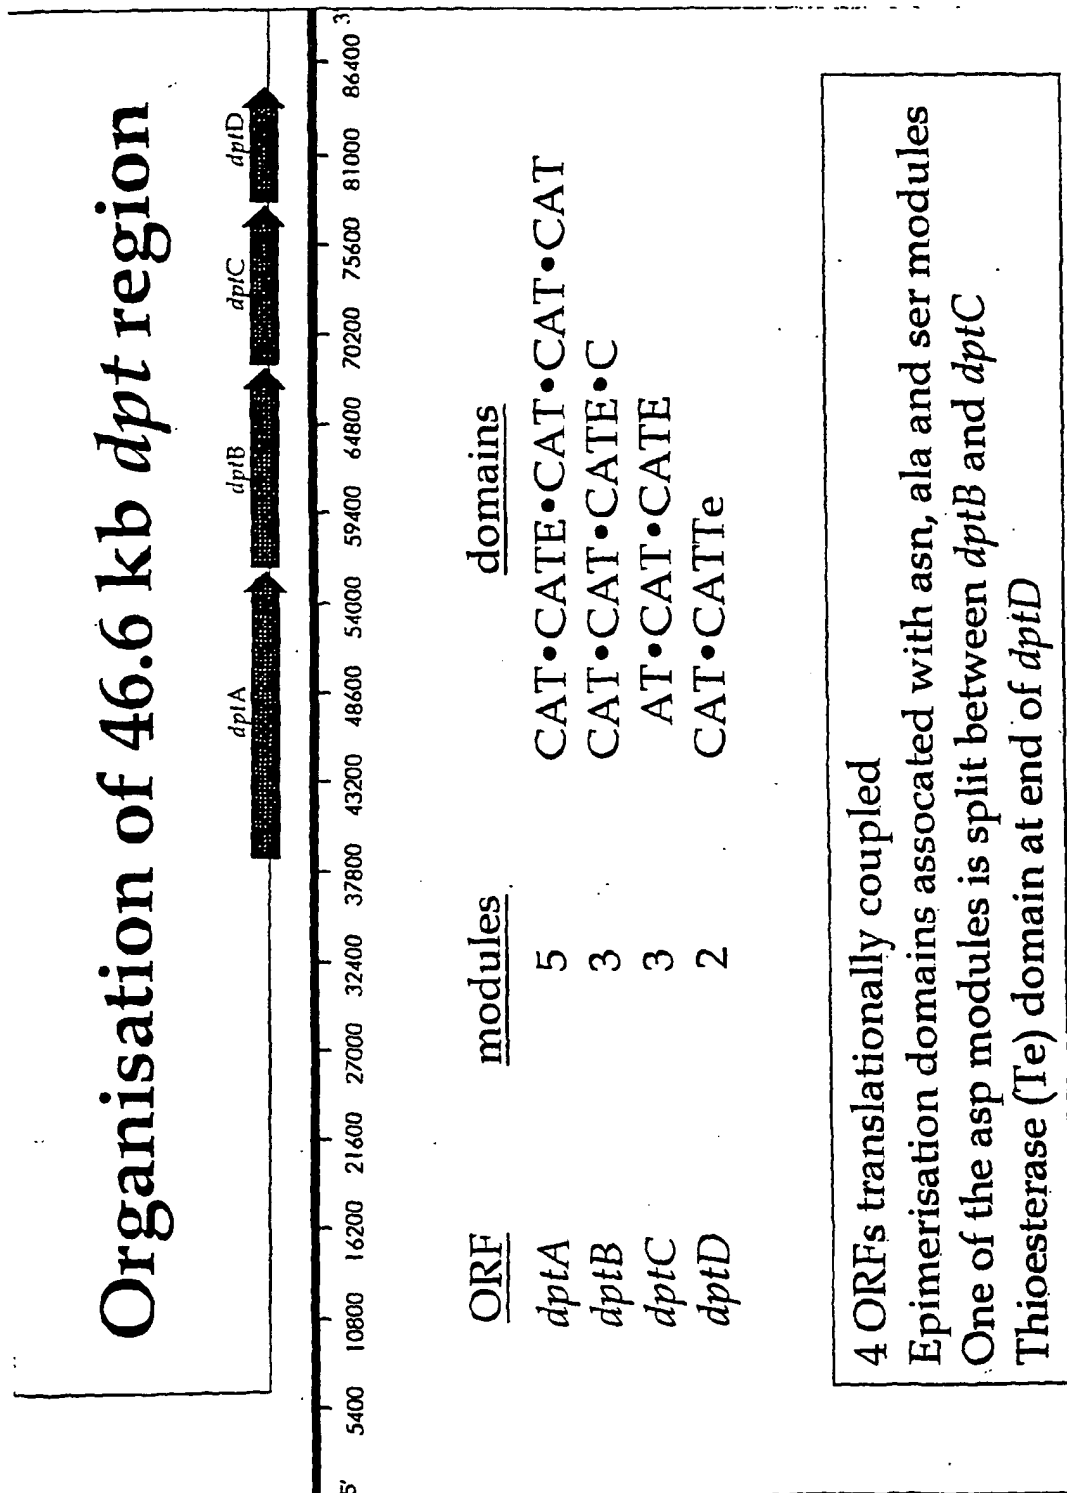 Organisation of 46.6 kb dpt region
dptA dptB dptC dptD
5' 5400 10800 16200 21600 27000 32400 37800 43200 48600 54000 59400 64800 70200 75600 81000 86400 3'
ORF modules domains
dptA 5 CAT•CATE•CAT•CAT•CAT
dptB 3 CAT•CAT•CATE•C
dptC 3 AT•CAT•CATE
dptD 2 CAT•CATTe
4 ORFs translationally coupled
Epimerisation domains assocated with asn, ala and ser modules
One of the asp modules is split between dptB and dptC
Thioesterase (Te) domain at end of dptD